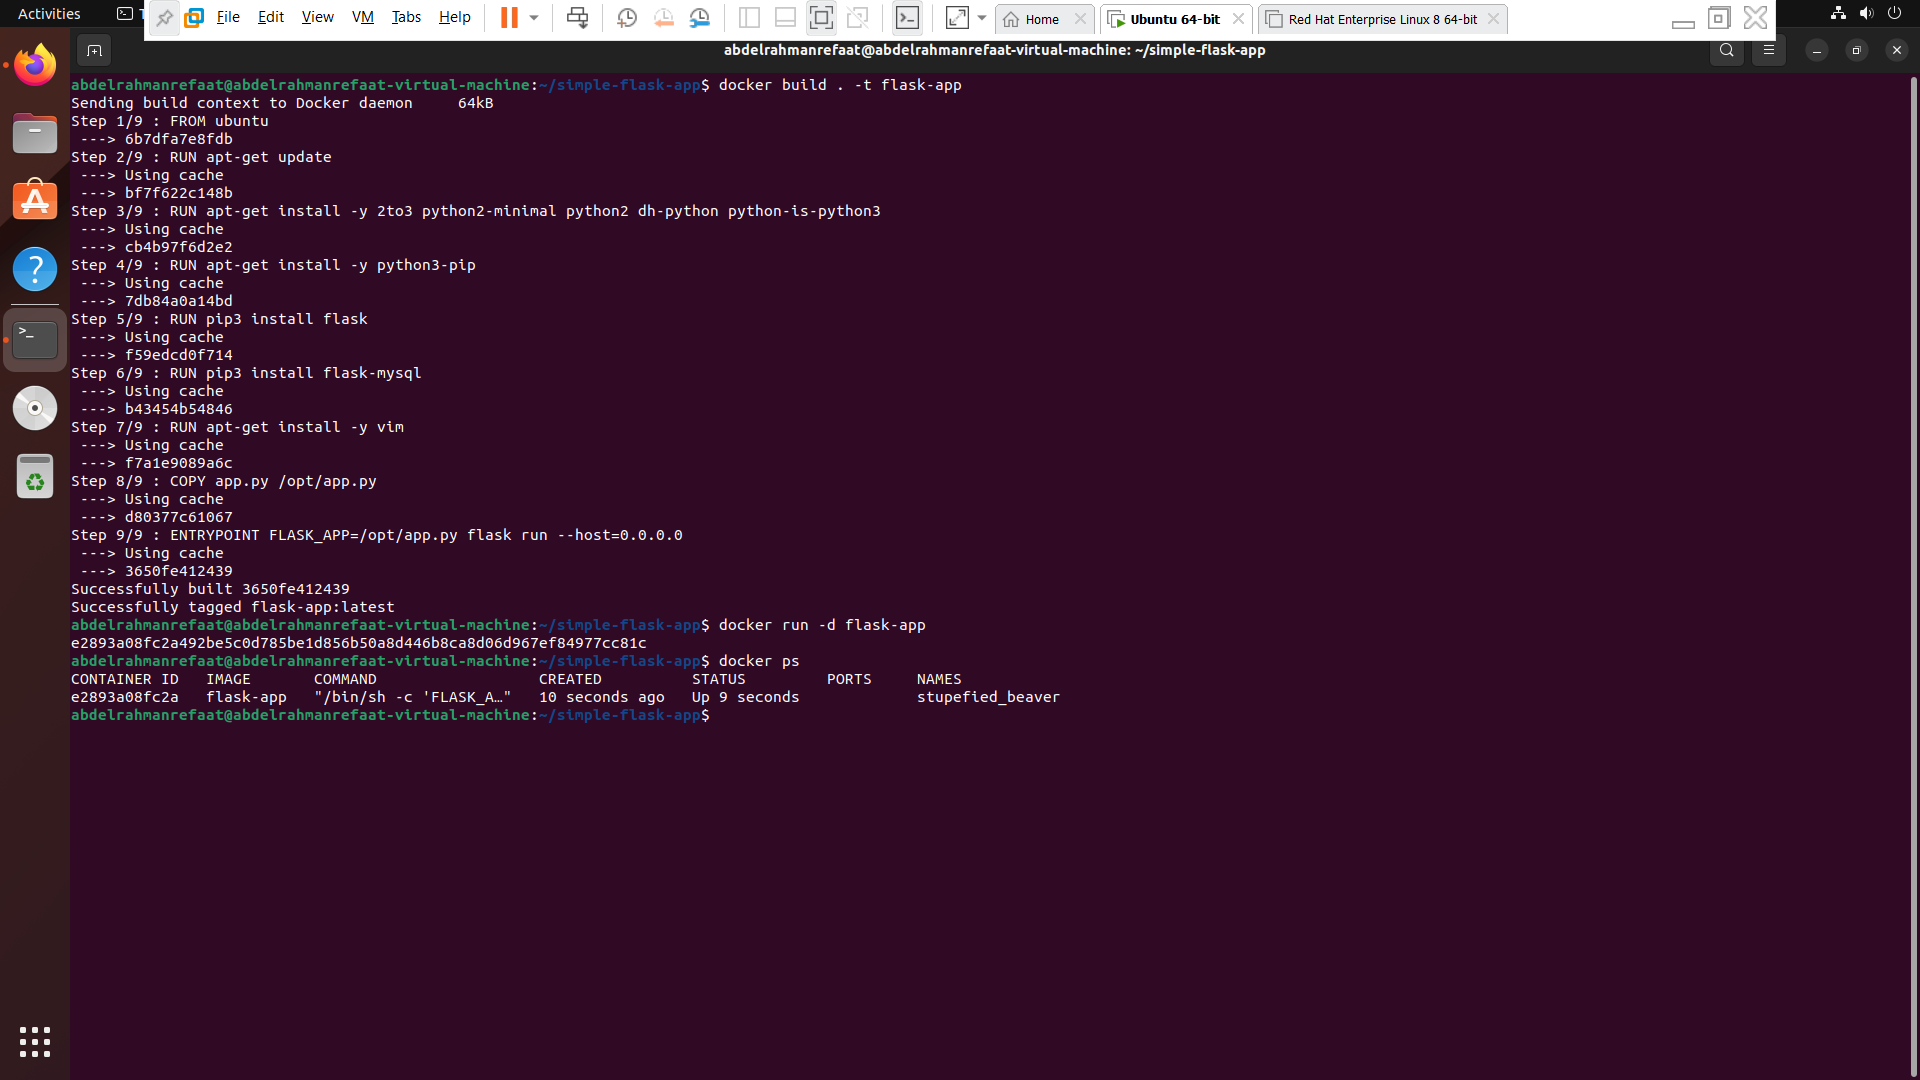 Activities
File Edit View VM Tabs Help
Home
Ubuntu 64-bit
Red Hat Enterprise Linux 8 64-bit
abdelrahmanrefaat@abdelrahmanrefaat-virtual-machine: ~/simple-flask-app
abdelrahmanrefaat@abdelrahmanrefaat-virtual-machine:~/simple-flask-app$ docker build . -t flask-app
Sending build context to Docker daemon     64kB
Step 1/9 : FROM ubuntu
 ---> 6b7dfa7e8fdb
Step 2/9 : RUN apt-get update
 ---> Using cache
 ---> bf7f622c148b
Step 3/9 : RUN apt-get install -y 2to3 python2-minimal python2 dh-python python-is-python3
 ---> Using cache
 ---> cb4b97f6d2e2
Step 4/9 : RUN apt-get install -y python3-pip
 ---> Using cache
 ---> 7db84a0a14bd
Step 5/9 : RUN pip3 install flask
 ---> Using cache
 ---> f59edcd0f714
Step 6/9 : RUN pip3 install flask-mysql
 ---> Using cache
 ---> b43454b54846
Step 7/9 : RUN apt-get install -y vim
 ---> Using cache
 ---> f7a1e9089a6c
Step 8/9 : COPY app.py /opt/app.py
 ---> Using cache
 ---> d80377c61067
Step 9/9 : ENTRYPOINT FLASK_APP=/opt/app.py flask run --host=0.0.0.0
 ---> Using cache
 ---> 3650fe412439
Successfully built 3650fe412439
Successfully tagged flask-app:latest
abdelrahmanrefaat@abdelrahmanrefaat-virtual-machine:~/simple-flask-app$ docker run -d flask-app
e2893a08fc2a492be5c0d785be1d856b50a8d446b8ca8d06d967ef84977cc81c
abdelrahmanrefaat@abdelrahmanrefaat-virtual-machine:~/simple-flask-app$ docker ps
CONTAINER ID   IMAGE       COMMAND                  CREATED          STATUS         PORTS     NAMES
e2893a08fc2a   flask-app   "/bin/sh -c 'FLASK_A…"   10 seconds ago   Up 9 seconds             stupefied_beaver
abdelrahmanrefaat@abdelrahmanrefaat-virtual-machine:~/simple-flask-app$